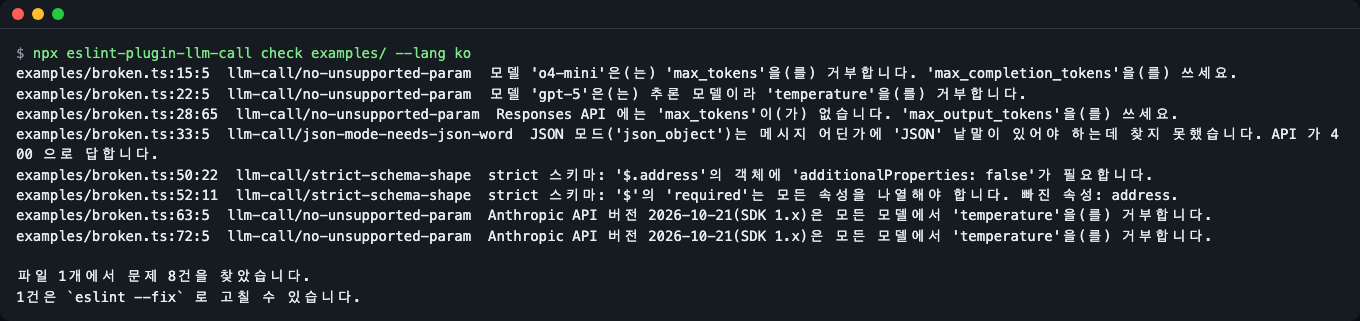 $ npx eslint-plugin-llm-call check examples/ --lang ko
examples/broken.ts:15:5  llm-call/no-unsupported-param  모델 'o4-mini'은(는) 'max_tokens'을(를) 거부합니다. 'max_completion_tokens'을(를) 쓰세요.
examples/broken.ts:22:5  llm-call/no-unsupported-param  모델 'gpt-5'은(는) 추론 모델이라 'temperature'을(를) 거부합니다.
examples/broken.ts:28:65  llm-call/no-unsupported-param  Responses API 에는 'max_tokens'이(가) 없습니다. 'max_output_tokens'을(를) 쓰세요.
examples/broken.ts:33:5  llm-call/json-mode-needs-json-word  JSON 모드('json_object')는 메시지 어딘가에 'JSON' 낱말이 있어야 하는데 찾지 못했습니다. API 가 4
00 으로 답합니다.
examples/broken.ts:50:22  llm-call/strict-schema-shape  strict 스키마: '$.address'의 객체에 'additionalProperties: false'가 필요합니다.
examples/broken.ts:52:11  llm-call/strict-schema-shape  strict 스키마: '$'의 'required'는 모든 속성을 나열해야 합니다. 빠진 속성: address.
examples/broken.ts:63:5  llm-call/no-unsupported-param  Anthropic API 버전 2026-10-21(SDK 1.x)은 모든 모델에서 'temperature'을(를) 거부합니다.
examples/broken.ts:72:5  llm-call/no-unsupported-param  Anthropic API 버전 2026-10-21(SDK 1.x)은 모든 모델에서 'temperature'을(를) 거부합니다.
파일 1개에서 문제 8건을 찾았습니다.
1건은 `eslint --fix` 로 고칠 수 있습니다.